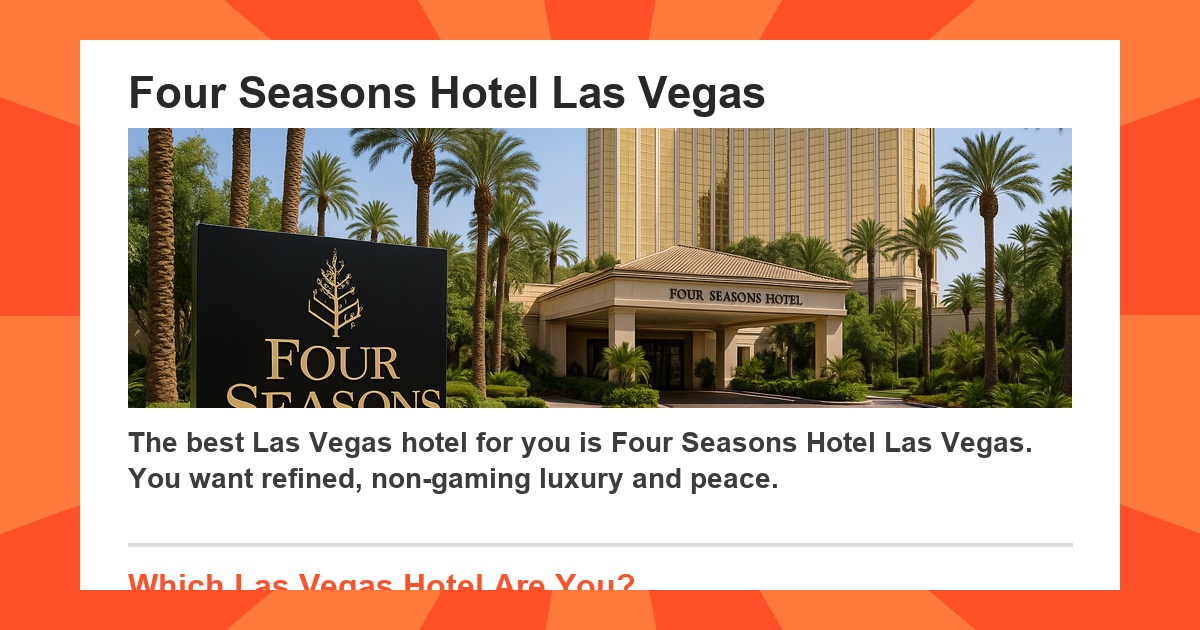 Four Seasons Hotel Las Vegas
FOUR SEASONS HOTEL
FOUR
SEASONS
The best Las Vegas hotel for you is Four Seasons Hotel Las Vegas.
You want refined, non-gaming luxury and peace.
Which Las Vegas Hotel Are You?